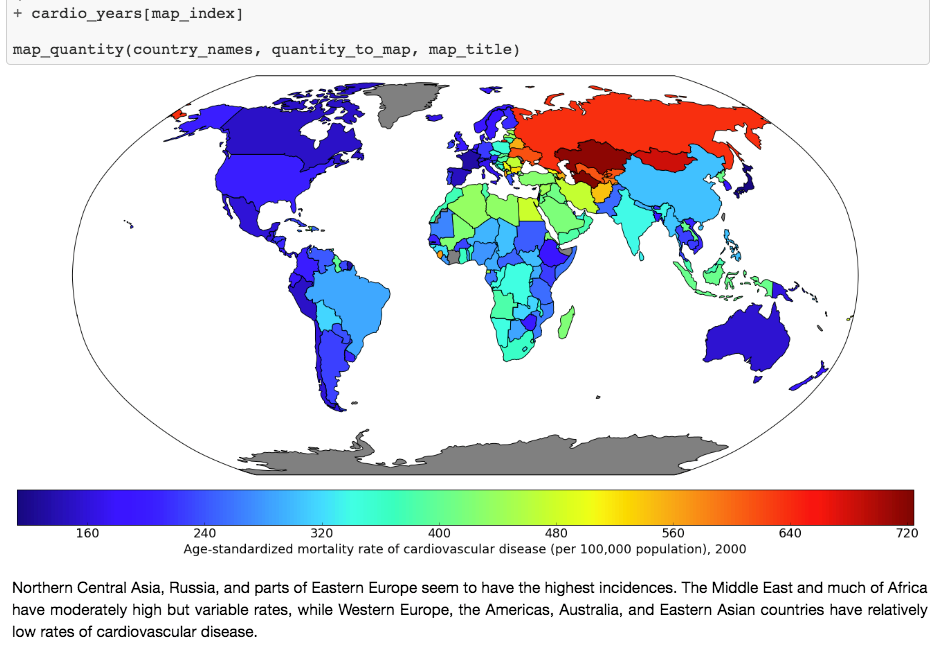 + cardio_years[map_index]
map_quantity(country_names, quantity_to_map, map_title)
160 240 320 400 480 560 640 720
Age-standardized mortality rate of cardiovascular disease (per 100,000 population), 2000
Northern Central Asia, Russia, and parts of Eastern Europe seem to have the highest incidences. The Middle East and much of Africa
have moderately high but variable rates, while Western Europe, the Americas, Australia, and Eastern Asian countries have relatively
low rates of cardiovascular disease.